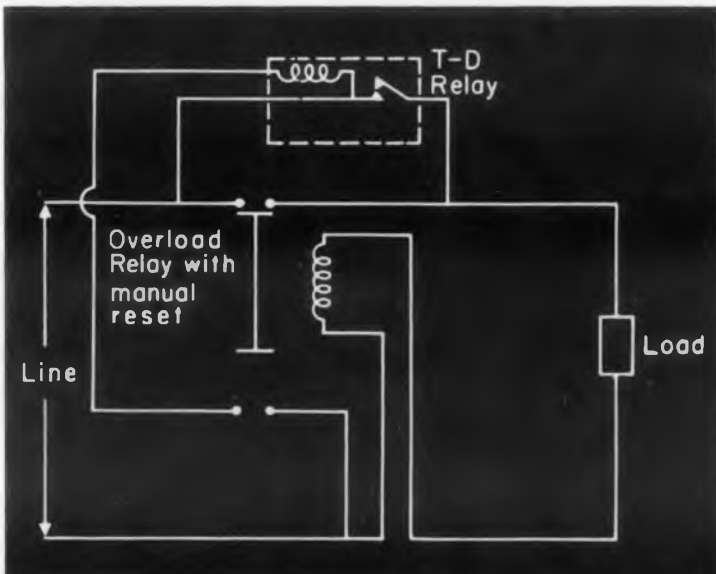 T-D
Relay
Overload
Relay with
manual
reset
Line
Load